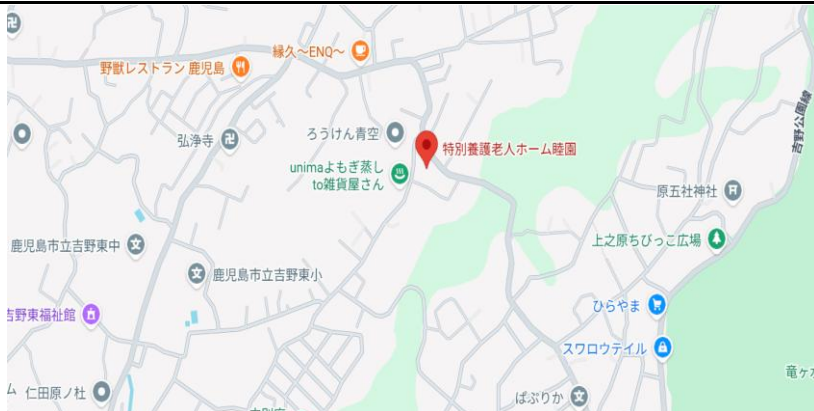 縁久～ENQ～
野獣レストラン 鹿児島
吉野公園線
ろうけん青空
弘浄寺
特別養護老人ホーム睦園
unimaよもぎ蒸し
to雑貨屋さん
原五社神社
上之原ちびっこ広場
鹿児島市立吉野東中
鹿児島市立吉野東小
ひらやま
吉野東福祉館
スワロウテイル
竜ヶ
ム
仁田原ノ杜
ぱぷりか